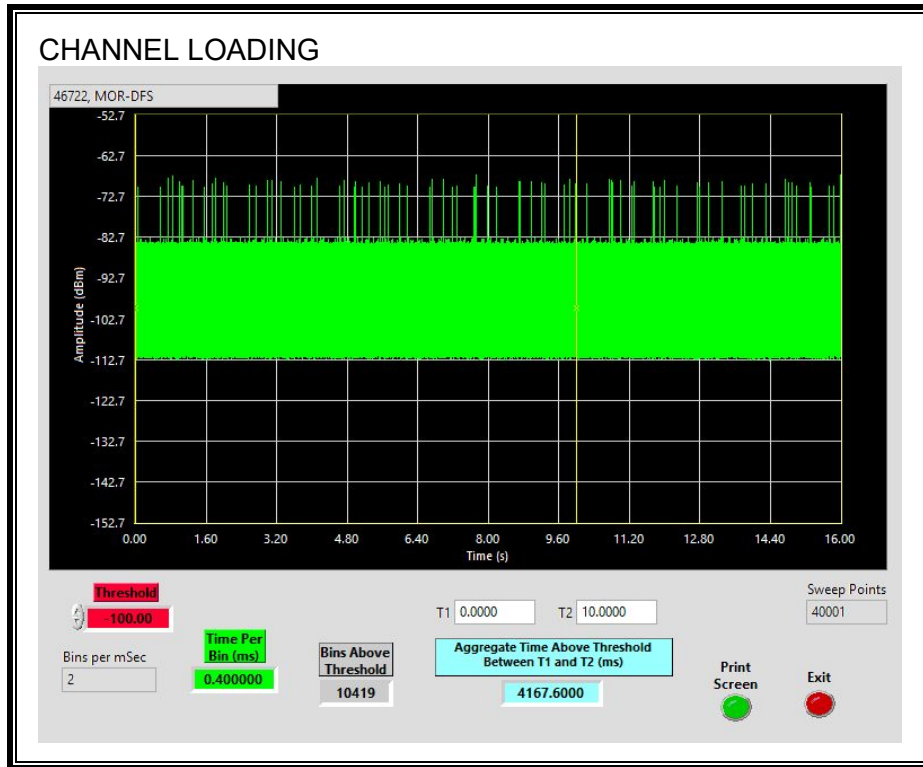 CHANNEL LOADING
46722, MOR-DFS
-52.7
-62.7
-72.7
-82.7
-92.7
-102.7
-112.7
-122.7
-132.7
-142.7
-152.7
Amplitude (dBm)
0.00 1.60 3.20 4.80 6.40 8.00 9.60 11.20 12.80 14.40 16.00
Time (s)
Threshold
-100.00
T1 0.0000 T2 10.0000
Sweep Points
40001
Bins per mSec
2
Time Per
Bin (ms)
0.400000
Bins Above
Threshold
10419
Aggregate Time Above Threshold
Between T1 and T2 (ms)
4167.6000
Print
Screen
Exit